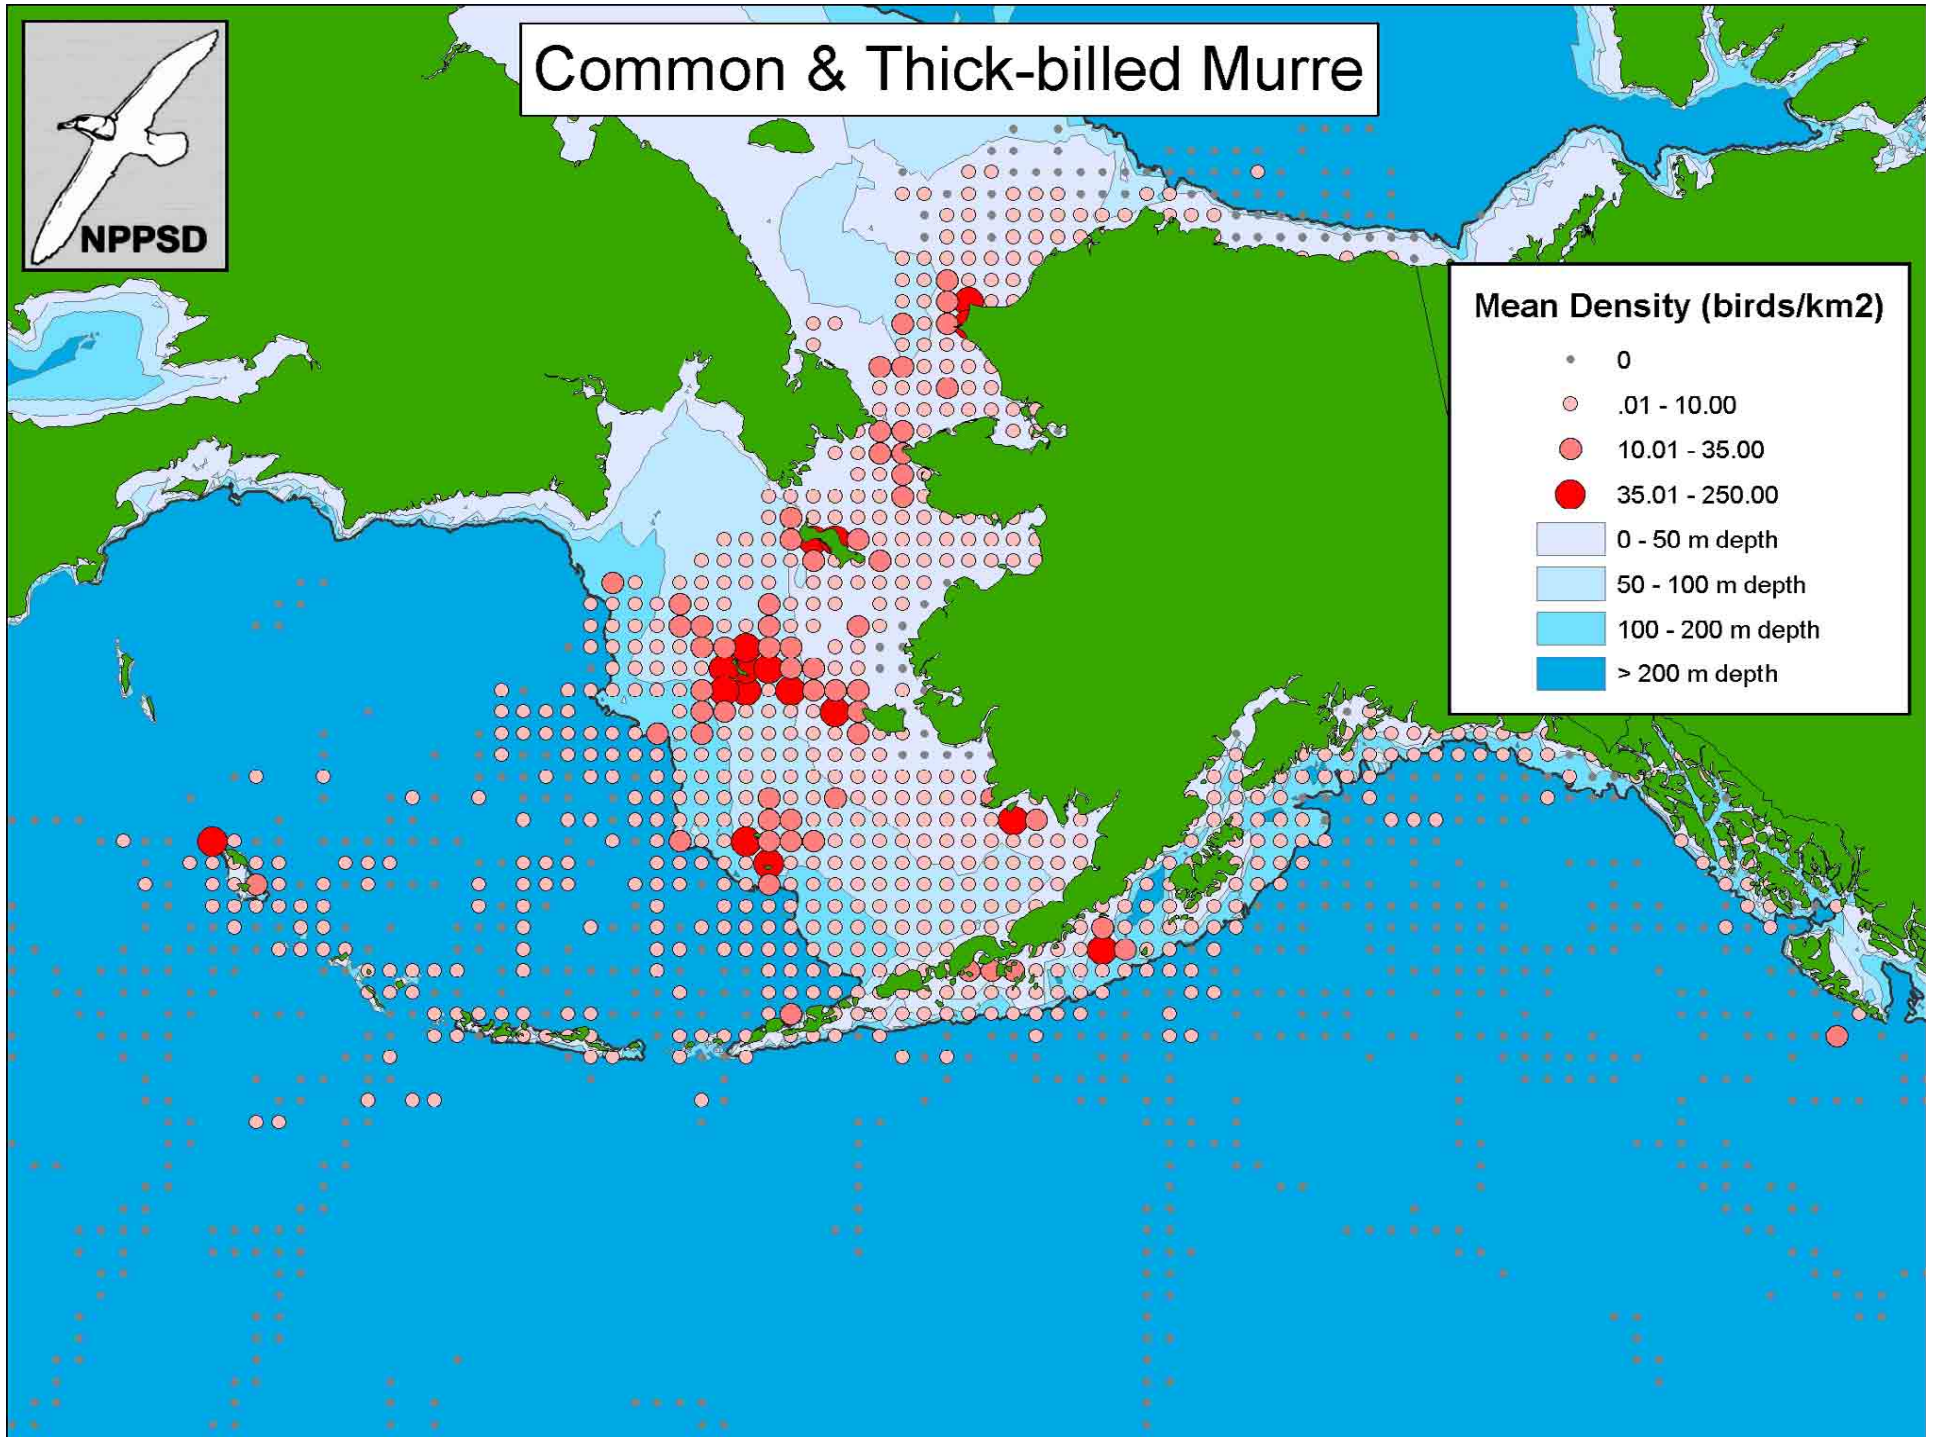 Common & Thick-billed Murre
NPPSD
Mean Density (birds/km2)
0
.01 - 10.00
10.01 - 35.00
35.01 - 250.00
0 - 50 m depth
50 - 100 m depth
100 - 200 m depth
> 200 m depth